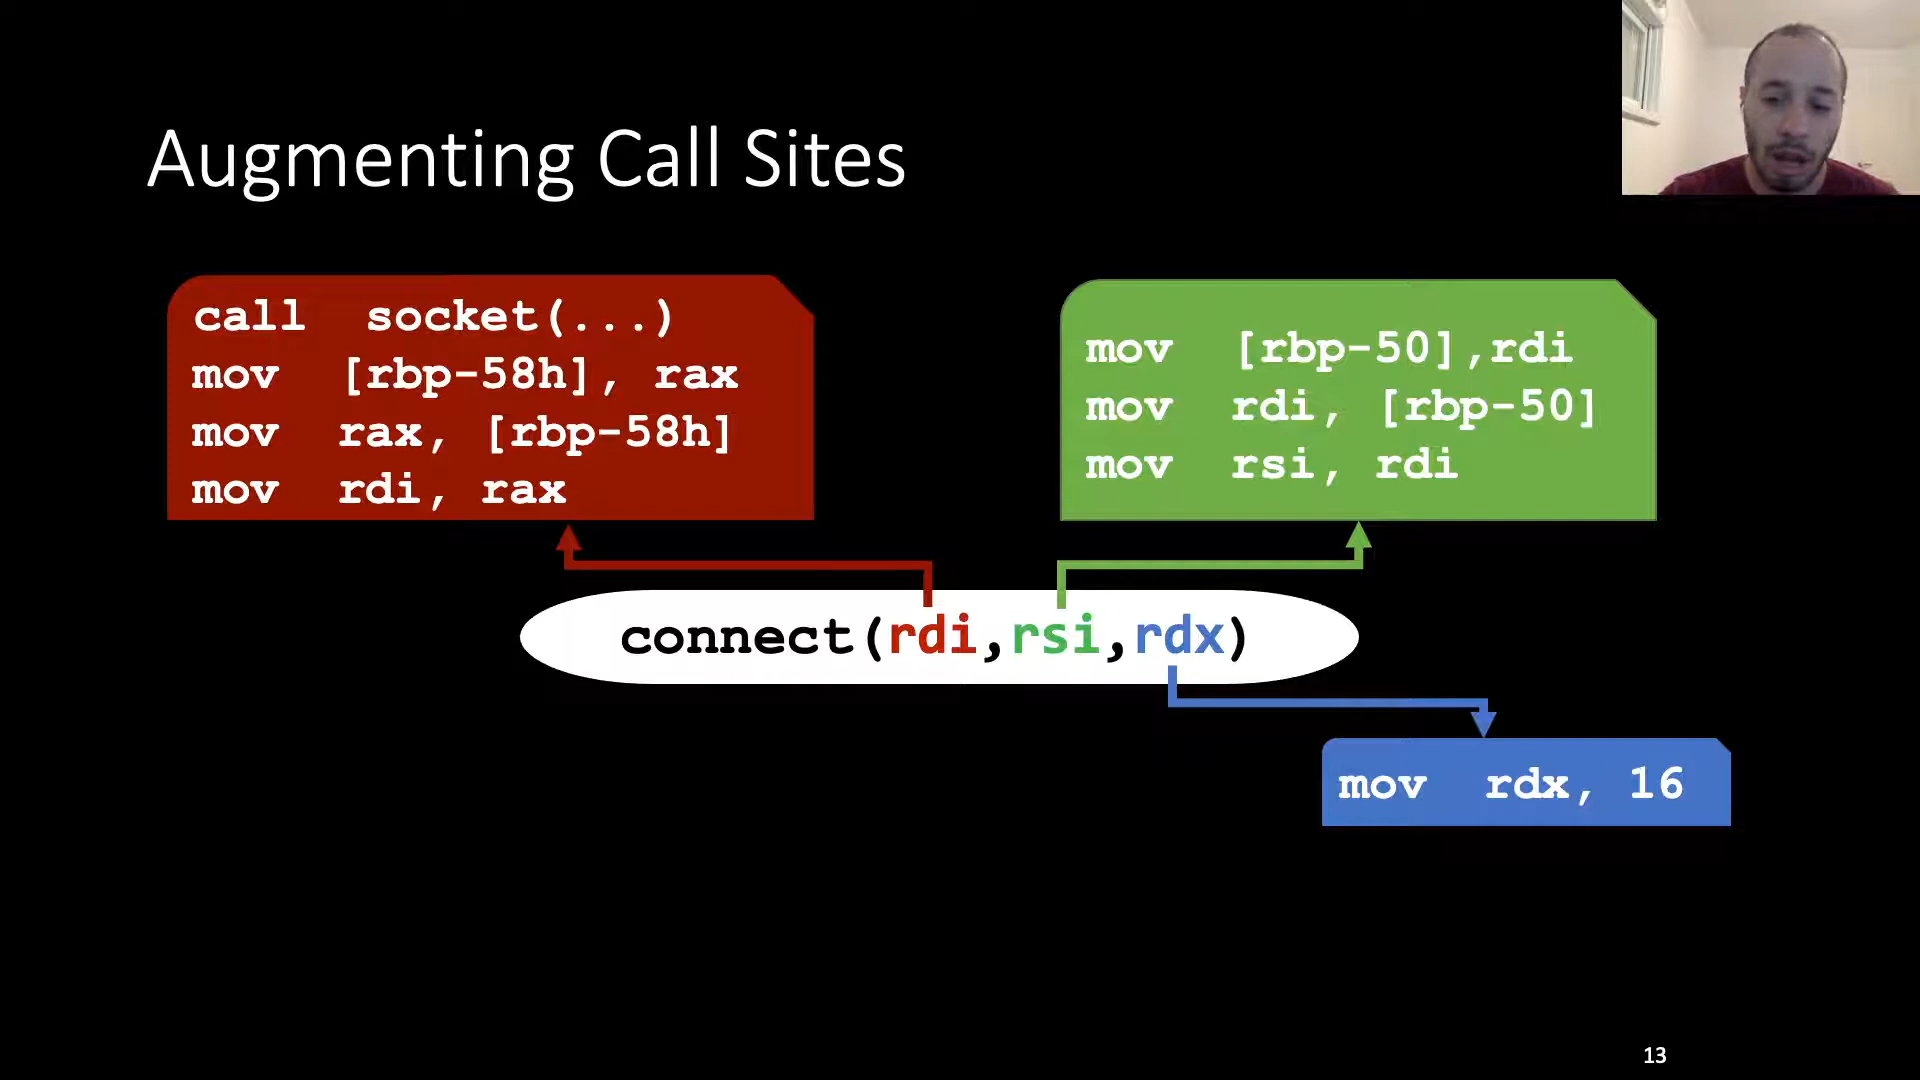 Augmenting Call Sites
call socket(...)
mov [rbp-58h], rax
mov rax, [rbp-58h]
mov rdi, rax
mov [rbp-50],rdi
mov rdi, [rbp-50]
mov rsi, rdi
connect(rdi,rsi,rdx)
mov rdx, 16
13